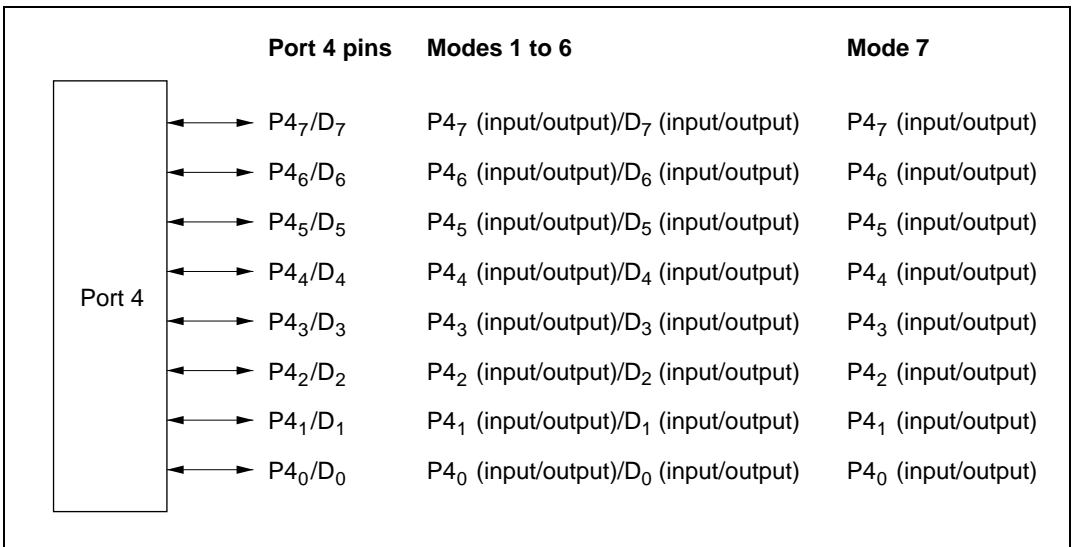 Port 4 pins Modes 1 to 6 Mode 7
P4₇/D₇ P4₇ (input/output)/D₇ (input/output) P4₇ (input/output)
P4₆/D₆ P4₆ (input/output)/D₆ (input/output) P4₆ (input/output)
P4₅/D₅ P4₅ (input/output)/D₅ (input/output) P4₅ (input/output)
P4₄/D₄ P4₄ (input/output)/D₄ (input/output) P4₄ (input/output)
Port 4
P4₃/D₃ P4₃ (input/output)/D₃ (input/output) P4₃ (input/output)
P4₂/D₂ P4₂ (input/output)/D₂ (input/output) P4₂ (input/output)
P4₁/D₁ P4₁ (input/output)/D₁ (input/output) P4₁ (input/output)
P4₀/D₀ P4₀ (input/output)/D₀ (input/output) P4₀ (input/output)